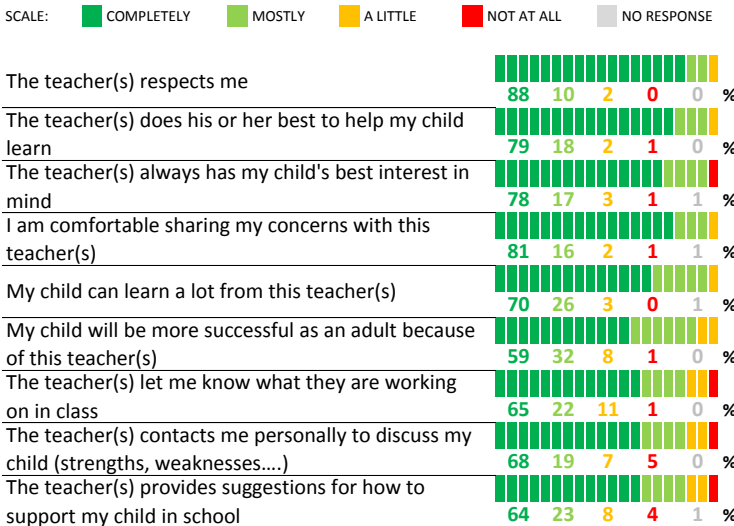 SCALE: COMPLETELY MOSTLY A LITTLE NOT AT ALL NO RESPONSE
The teacher(s) respects me
88 10 2 0 0 %
The teacher(s) does his or her best to help my child
learn
79 18 2 1 0 %
The teacher(s) always has my child's best interest in
mind
78 17 3 1 1 %
I am comfortable sharing my concerns with this
teacher(s)
81 16 2 1 1 %
My child can learn a lot from this teacher(s)
70 26 3 0 1 %
My child will be more successful as an adult because
of this teacher(s)
59 32 8 1 0 %
The teacher(s) let me know what they are working
on in class
65 22 11 1 0 %
The teacher(s) contacts me personally to discuss my
child (strengths, weaknesses....)
68 19 7 5 0 %
The teacher(s) provides suggestions for how to
support my child in school
64 23 8 4 1 %